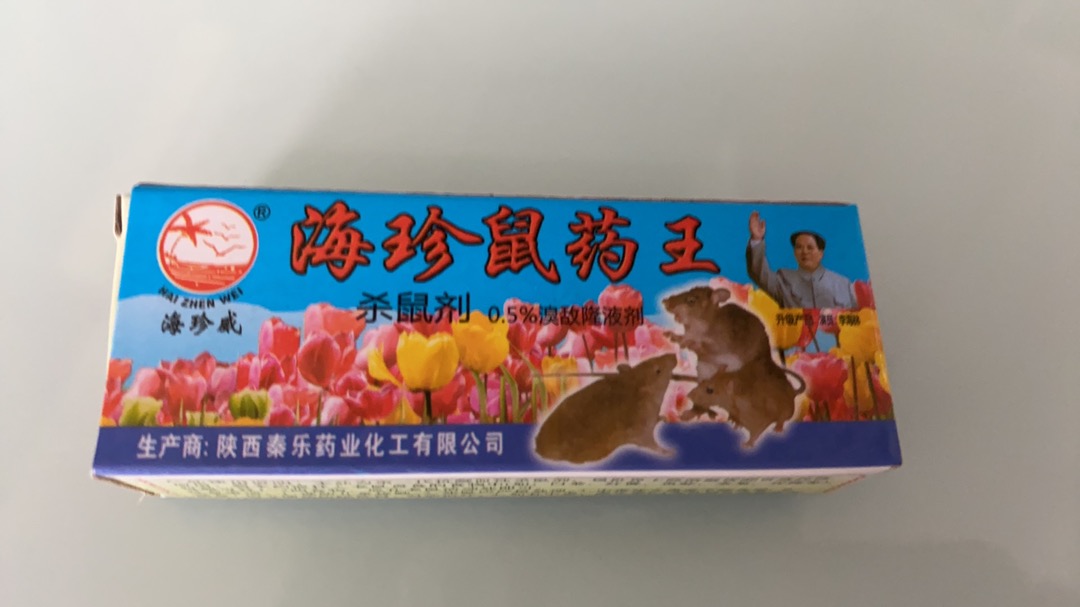 海珍鼠药王
®
HAI ZHEN WEI
海珍威
杀鼠剂 0.5%溴敌隆液剂
生产商:陕西秦乐药业化工有限公司